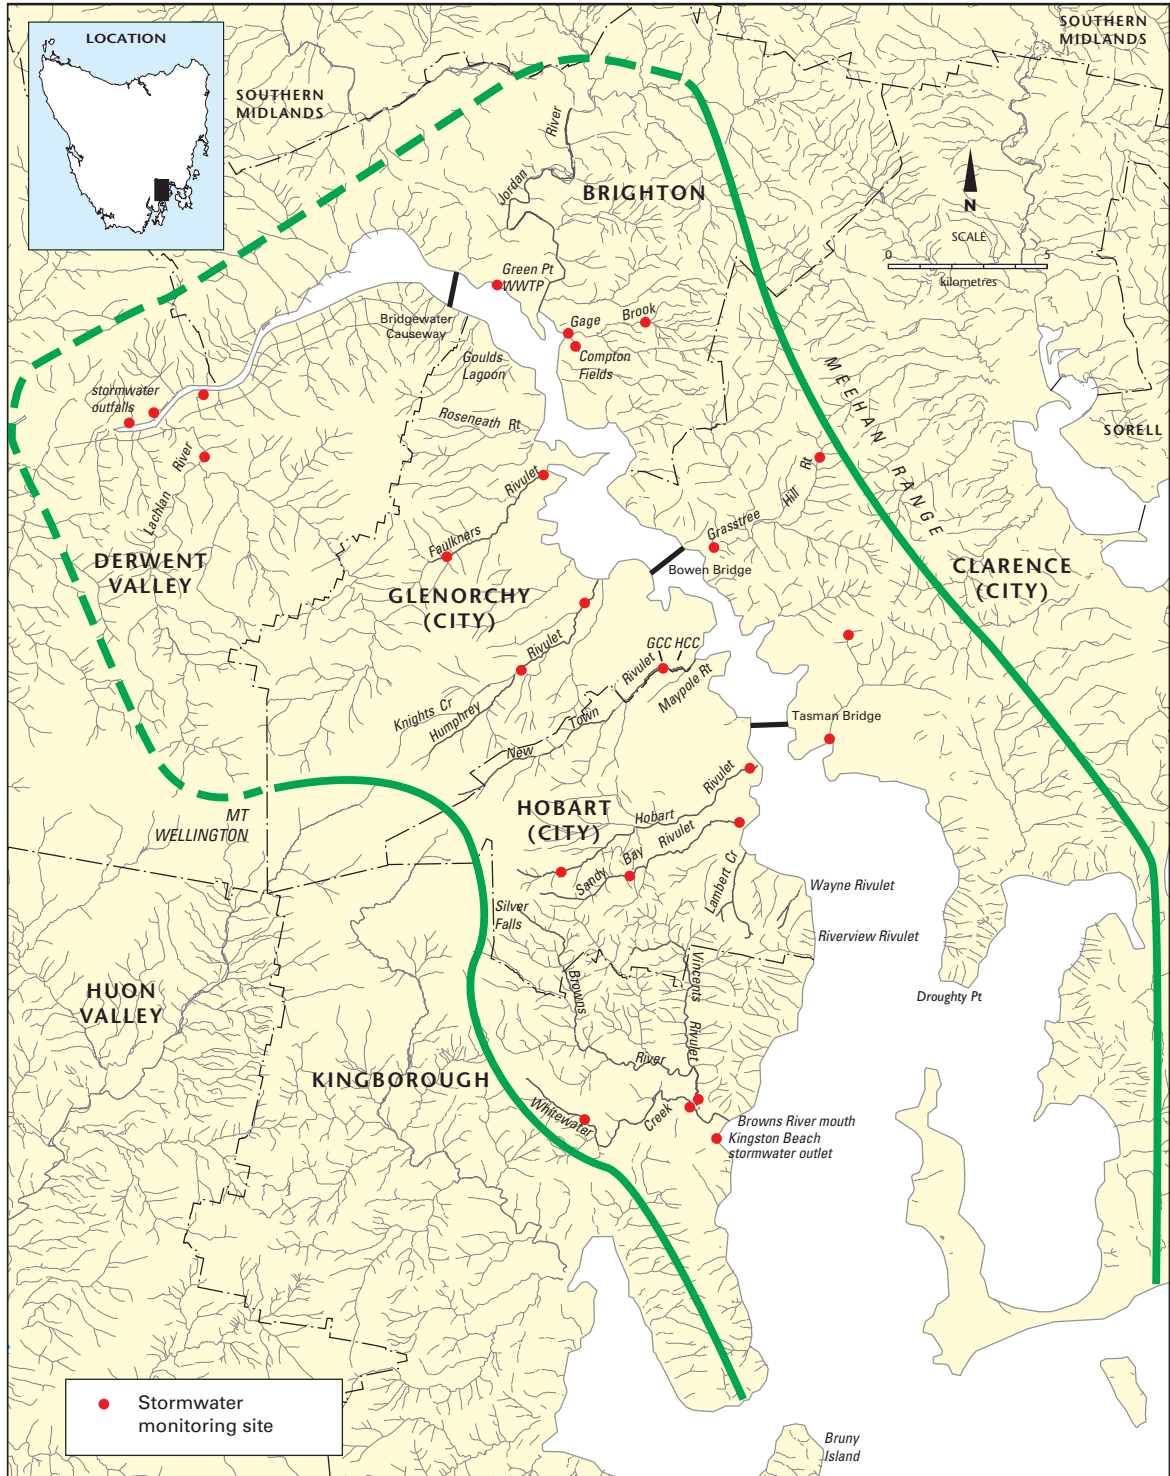 LOCATION
SOUTHERN
MIDLANDS
SOUTHERN
MIDLANDS
River
Jordan
BRIGHTON
N
SCALE
0
5
kilometres
Green Pt
WWTP
Bridgewater
Causeway
Gage
Brook
Compton
Fields
Goulds
Lagoon
MEEHAN RANGE
stormwater
outfalls
Roseneath Rt
SORELL
Lachlan
River
Rivulet
Faulkners
Grasstree
Hill
Rt
DERWENT
VALLEY
GLENORCHY
(CITY)
Bowen Bridge
CLARENCE
(CITY)
Rivulet
GCC HCC
Rivulet
Maypole Rt
Knights Cr
Humphrey
New
Town
Tasman Bridge
MT
WELLINGTON
HOBART
(CITY)
Rivulet
Hobart
Sandy
Bay
Rivulet
Lambert Cr
Wayne Rivulet
Silver
Falls
Riverview Rivulet
Browns
Vncents
Rivulet
Droughty Pt
HUON
VALLEY
River
KINGBOROUGH
Whitewater
Creek
Browns River mouth
Kingston Beach
stormwater outlet
Stormwater
monitoring site
Bruny
Island